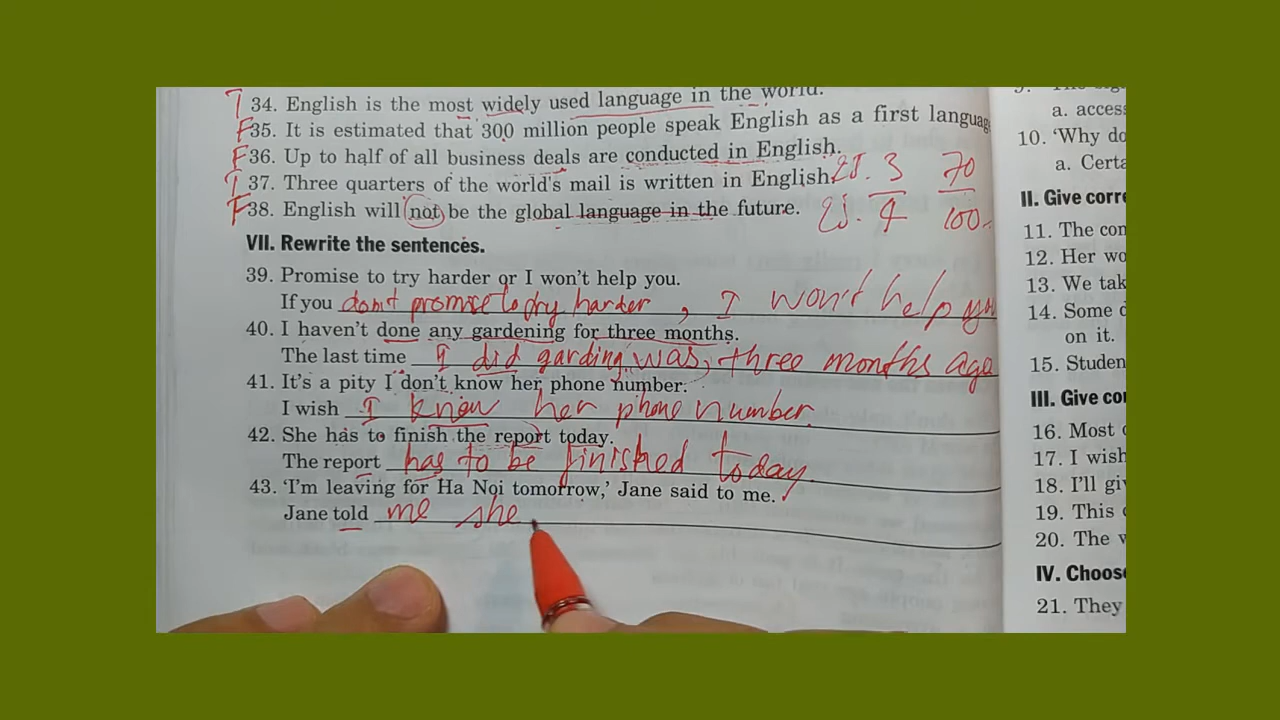 T 34. English is the most widely used language in the world.
F 35. It is estimated that 300 million people speak English as a first language
F 36. Up to half of all business deals are conducted in English.
T 37. Three quarters of the world's mail is written in English. 25. 3 70
F 38. English will not be the global language in the future. 25. 4 100
VII. Rewrite the sentences.
39. Promise to try harder or I won't help you.
If you don't promise to try harder , I won't help you
40. I haven't done any gardening for three months.
The last time I did garding was, three months ago
41. It's a pity I don't know her phone number.
I wish I knew her phone number.
42. She has to finish the report today.
The report has to be finished today.
43. 'I'm leaving for Ha Noi tomorrow,' Jane said to me.
Jane told me she
a. access
10. 'Why do
a. Certa
II. Give corre
11. The con
12. Her wo
13. We tak
14. Some d
on it.
15. Studen
III. Give cor
16. Most
17. I wish
18. I'll gi
19. This
20. The
IV. Choose
21. They